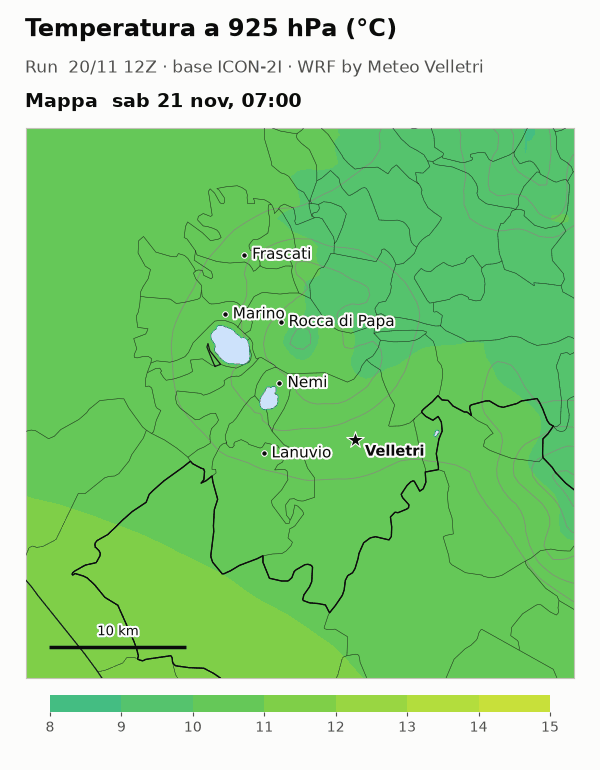 Temperatura a 925 hPa (°C)
Run  20/11 12Z · base ICON-2I · WRF by Meteo Velletri
Mappa  sab 21 nov, 07:00
Frascati
Marino
Rocca di Papa
Nemi
Velletri
Lanuvio
10 km
8 9 10 11 12 13 14 15